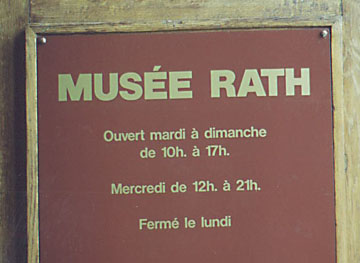 MUSÉE RATH
Ouvert mardi à dimanche
de 10h. à 17h.
Mercredi de 12h. à 21h.
Fermé le lundi